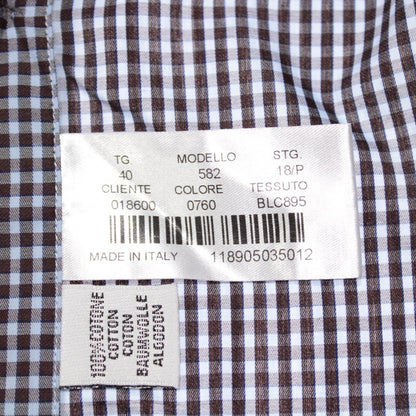 TG MODELLO STG.
40 582 18/P
CLIENTE COLORE TESSUTO
018600 0760 BLC895
MADE IN ITALY 118905035012
100%COTONE
COTTON
COTON
BAUMWOLLE
ALGODON